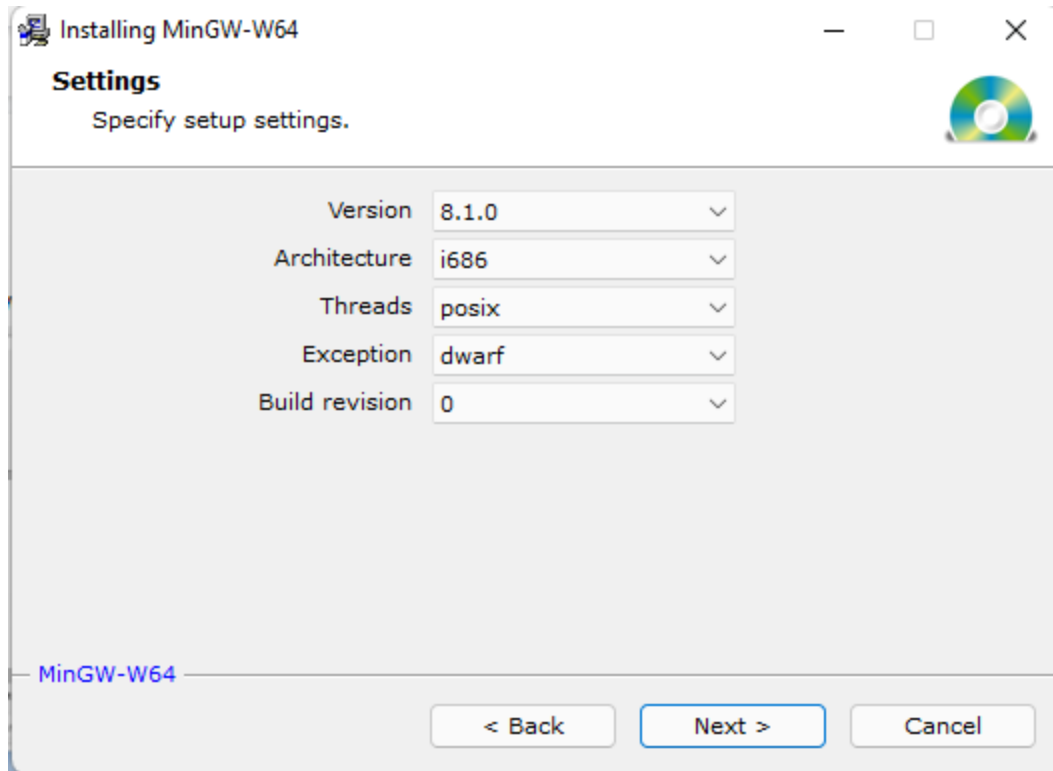 Installing MinGW-W64
Settings
Specify setup settings.
Version 8.1.0
Architecture i686
Threads posix
Exception dwarf
Build revision 0
MinGW-W64
< Back Next > Cancel